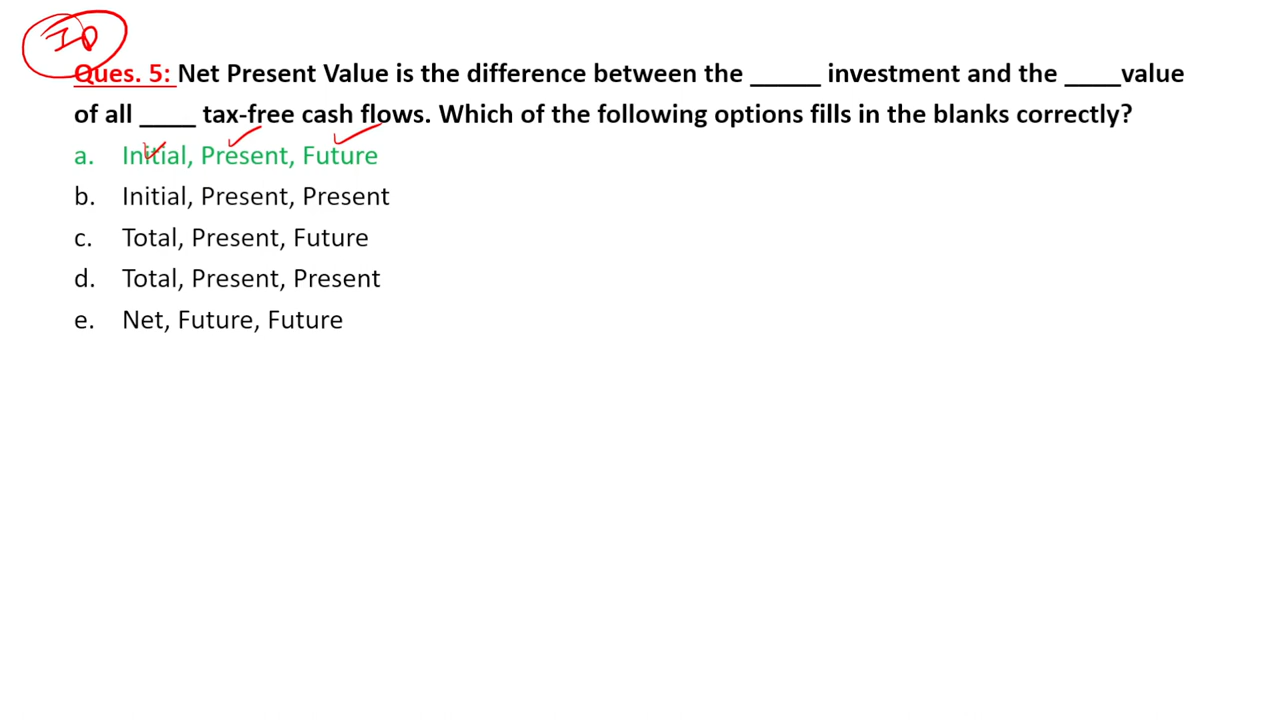 Ques. 5: Net Present Value is the difference between the _____ investment and the ____value
of all ____ tax-free cash flows. Which of the following options fills in the blanks correctly?
a. Initial, Present, Future
b. Initial, Present, Present
c. Total, Present, Future
d. Total, Present, Present
e. Net, Future, Future